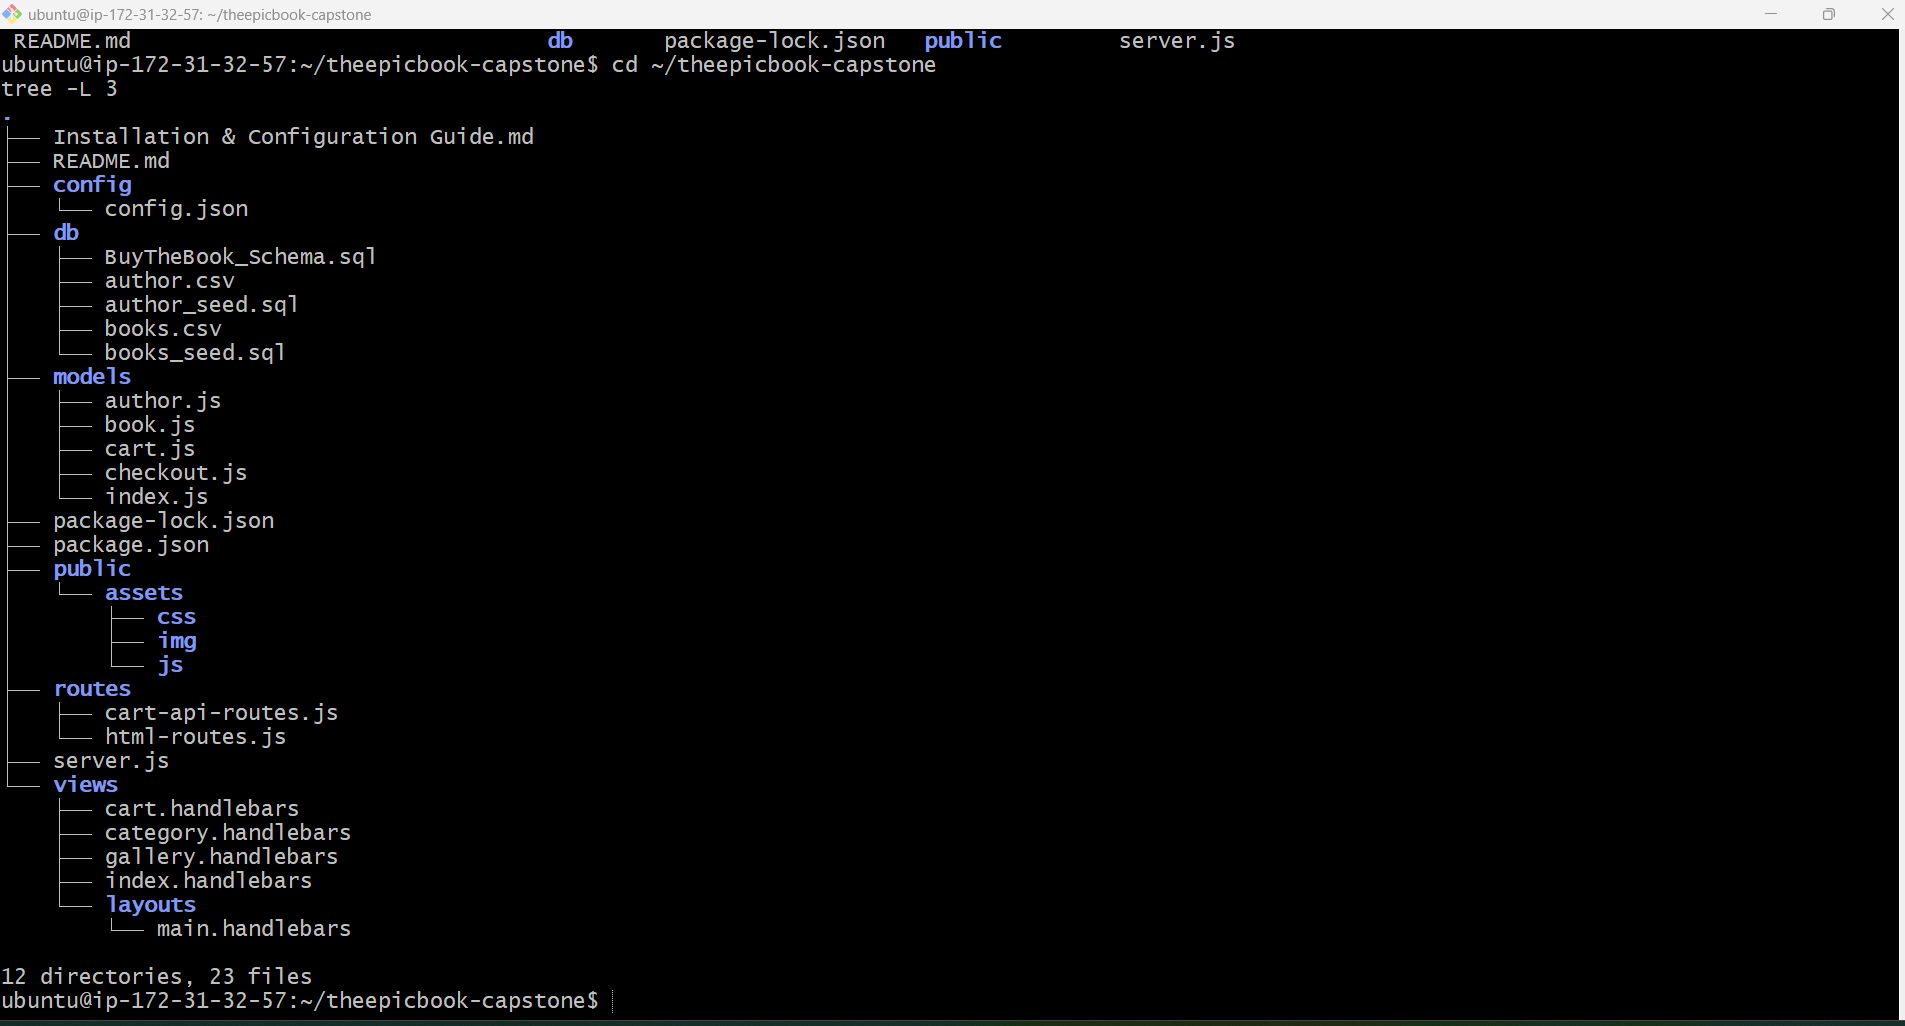 ubuntu@ip-172-31-32-57: ~/theepicbook-capstone
README.md db package-lock.json public server.js
ubuntu@ip-172-31-32-57:~/theepicbook-capstone$ cd ~/theepicbook-capstone
tree -L 3
.
├── Installation & Configuration Guide.md
├── README.md
├── config
│   └── config.json
├── db
│   ├── BuyTheBook_Schema.sql
│   ├── author.csv
│   ├── author_seed.sql
│   ├── books.csv
│   └── books_seed.sql
├── models
│   ├── author.js
│   ├── book.js
│   ├── cart.js
│   ├── checkout.js
│   └── index.js
├── package-lock.json
├── package.json
├── public
│   └── assets
│       ├── css
│       ├── img
│       └── js
├── routes
│   ├── cart-api-routes.js
│   └── html-routes.js
├── server.js
└── views
    ├── cart.handlebars
    ├── category.handlebars
    ├── gallery.handlebars
    ├── index.handlebars
    └── layouts
        └── main.handlebars
12 directories, 23 files
ubuntu@ip-172-31-32-57:~/theepicbook-capstone$